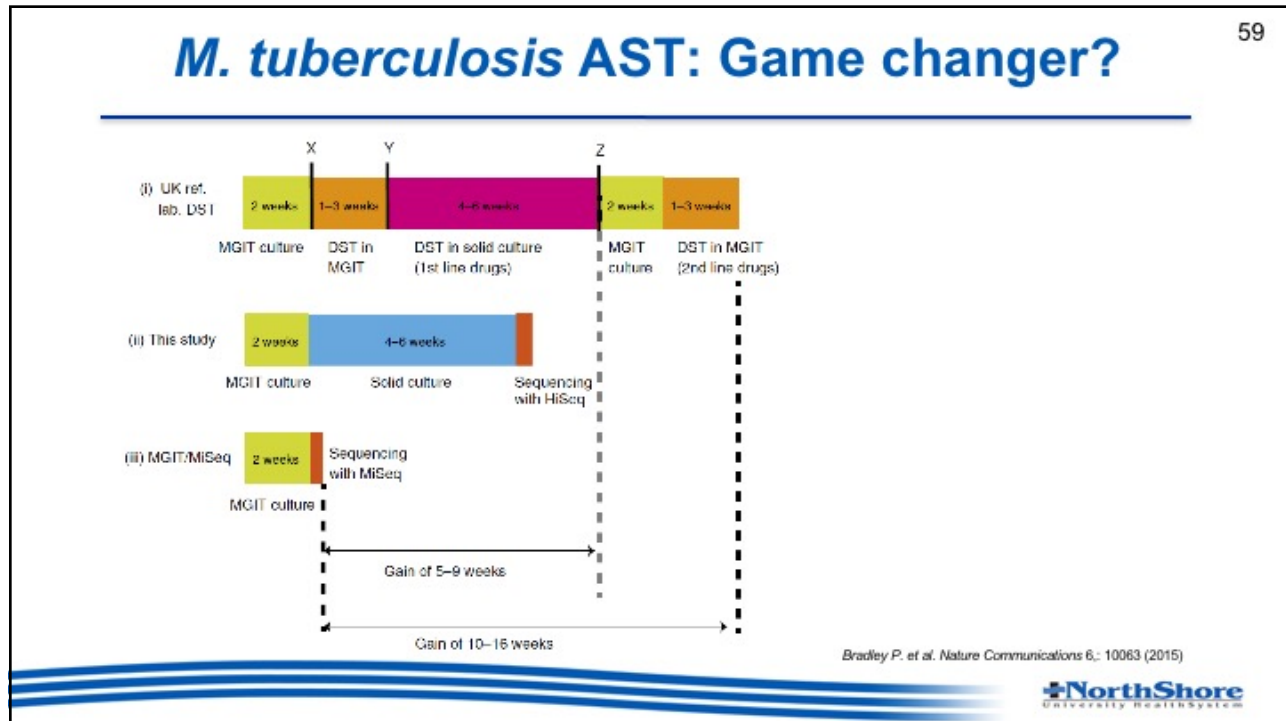 59
M. tuberculosis AST: Game changer?
X Y Z
(i) UK ref.
lab. DST
2 weeks 1–3 weeks 4–6 weeks 2 weeks 1–3 weeks
MGIT culture
DST in
MGIT
DST in solid culture
(1st line drugs)
MGIT
culture
DST in MGIT
(2nd line drugs)
(ii) This study
2 weeks 4–6 weeks
MGIT culture Solid culture
Sequencing
with HiSeq
(iii) MGIT/MiSeq
2 weeks
Sequencing
with MiSeq
MGIT culture
Gain of 5–9 weeks
Gain of 10–16 weeks
Bradley P. et al. Nature Communications 6,: 10063 (2015)
NorthShore
University HealthSystem